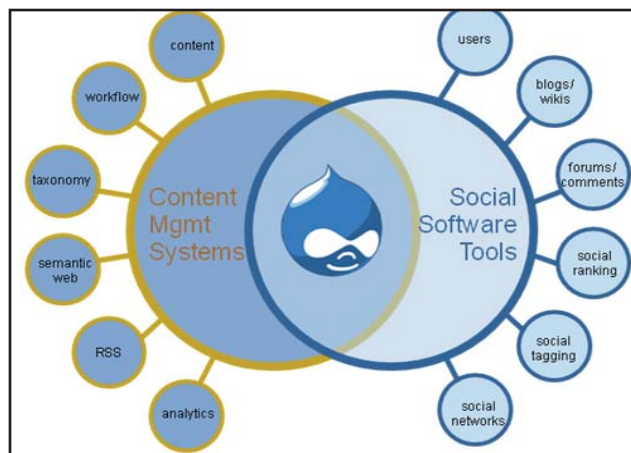 content
workflow
taxonomy
semantic
web
RSS
analytics
Content
Mgmt
Systems
Social
Software
Tools
users
blogs/
wikis
forums/
comments
social
ranking
social
tagging
social
networks